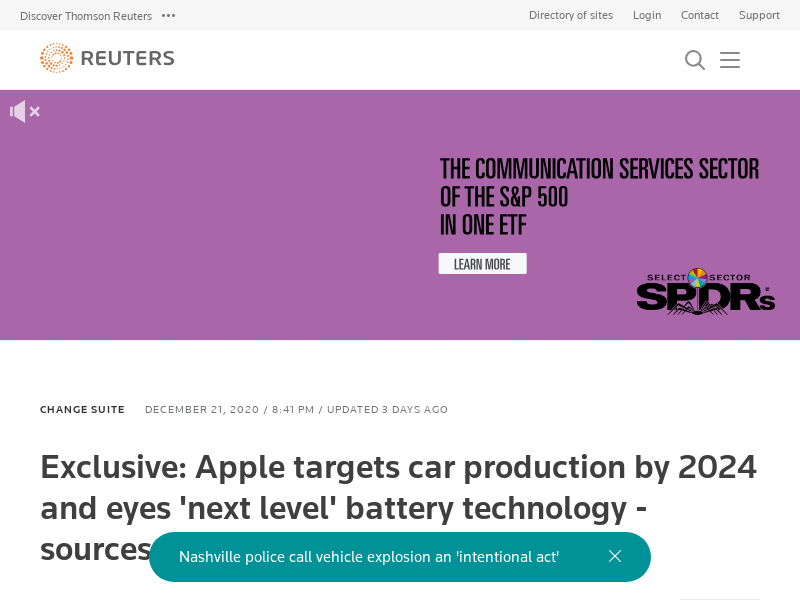 Discover Thomson Reuters
Directory of sites Login Contact Support
REUTERS
THE COMMUNICATION SERVICES SECTOR
OF THE S&P 500
IN ONE ETF
LEARN MORE
SELECT SECTOR
SPDRs
CHANGE SUITE DECEMBER 21, 2020 / 8:41 PM / UPDATED 3 DAYS AGO
Exclusive: Apple targets car production by 2024
and eyes 'next level' battery technology -
sources
Nashville police call vehicle explosion an 'intentional act'